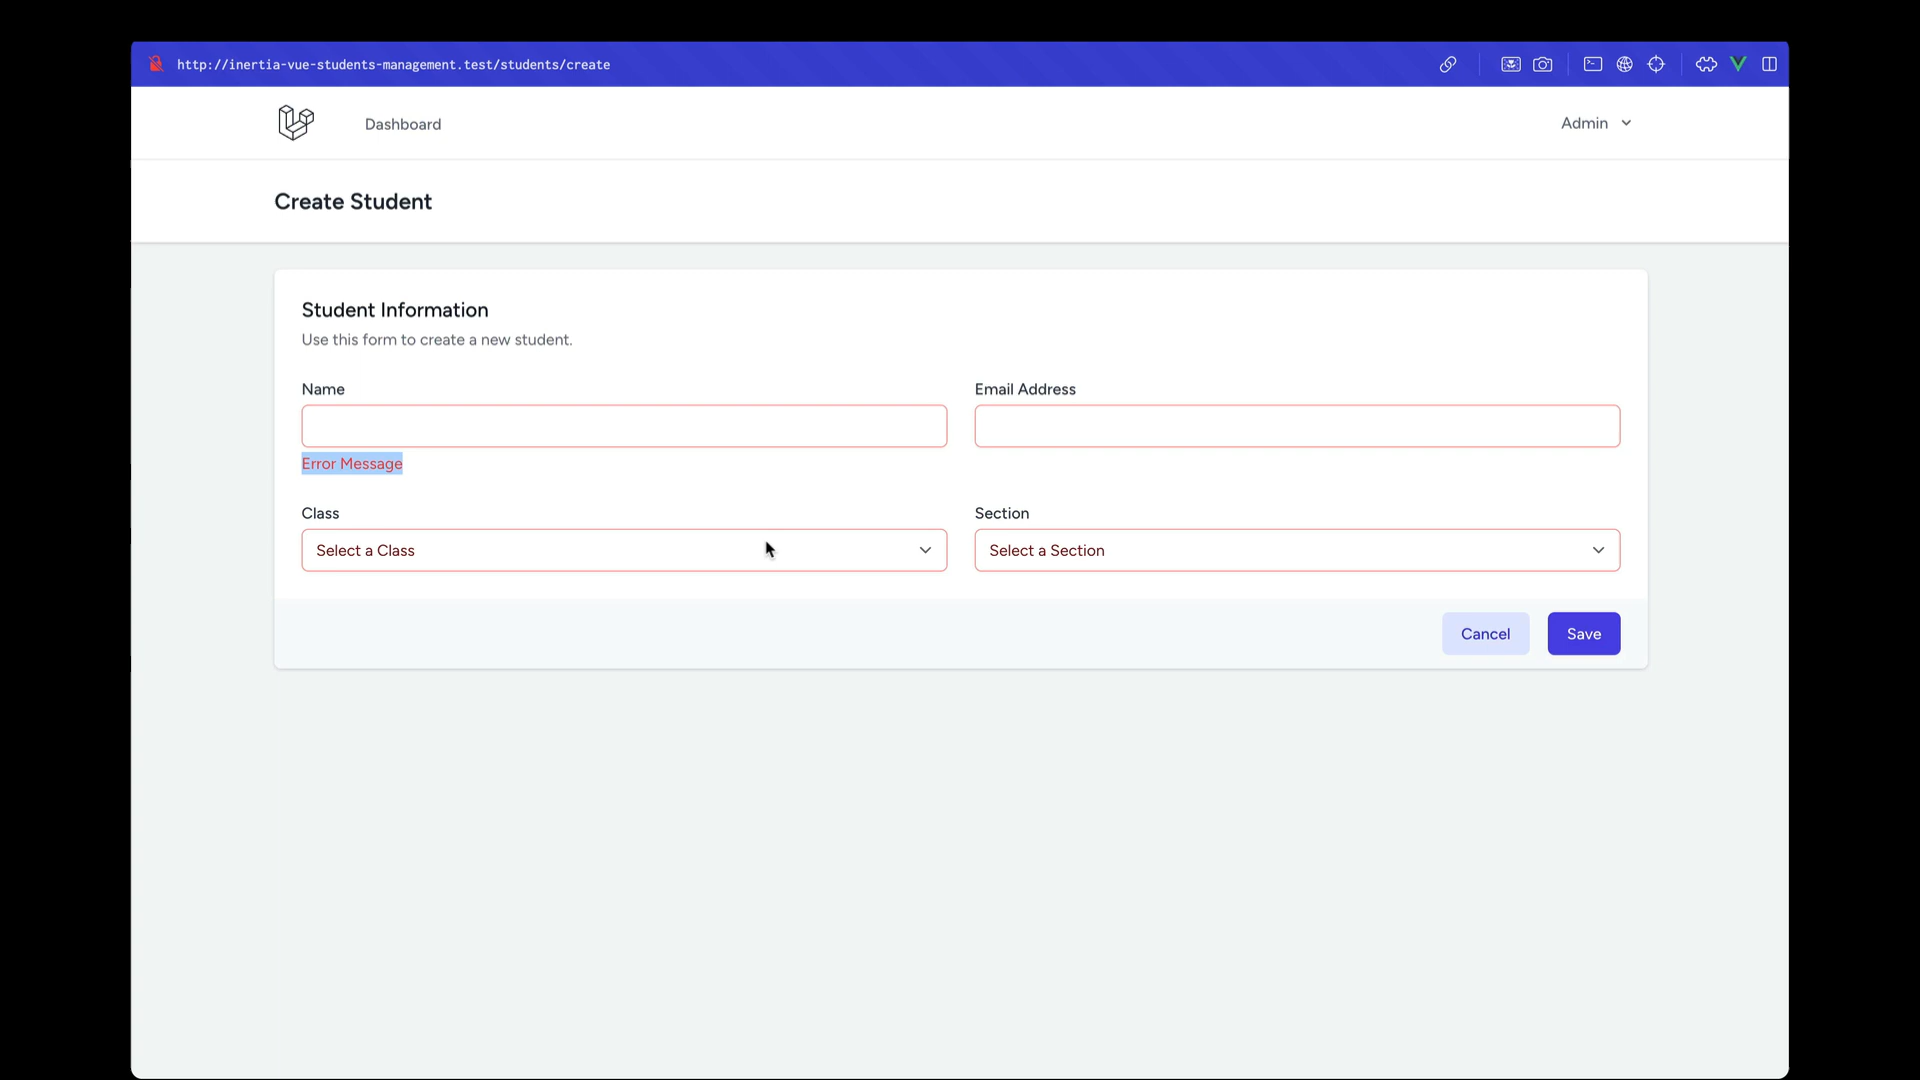 http://inertia-vue-students-management.test/students/create
Dashboard
Admin
Create Student
Student Information
Use this form to create a new student.
Name
Email Address
Error Message
Class
Section
Select a Class
Select a Section
Cancel
Save